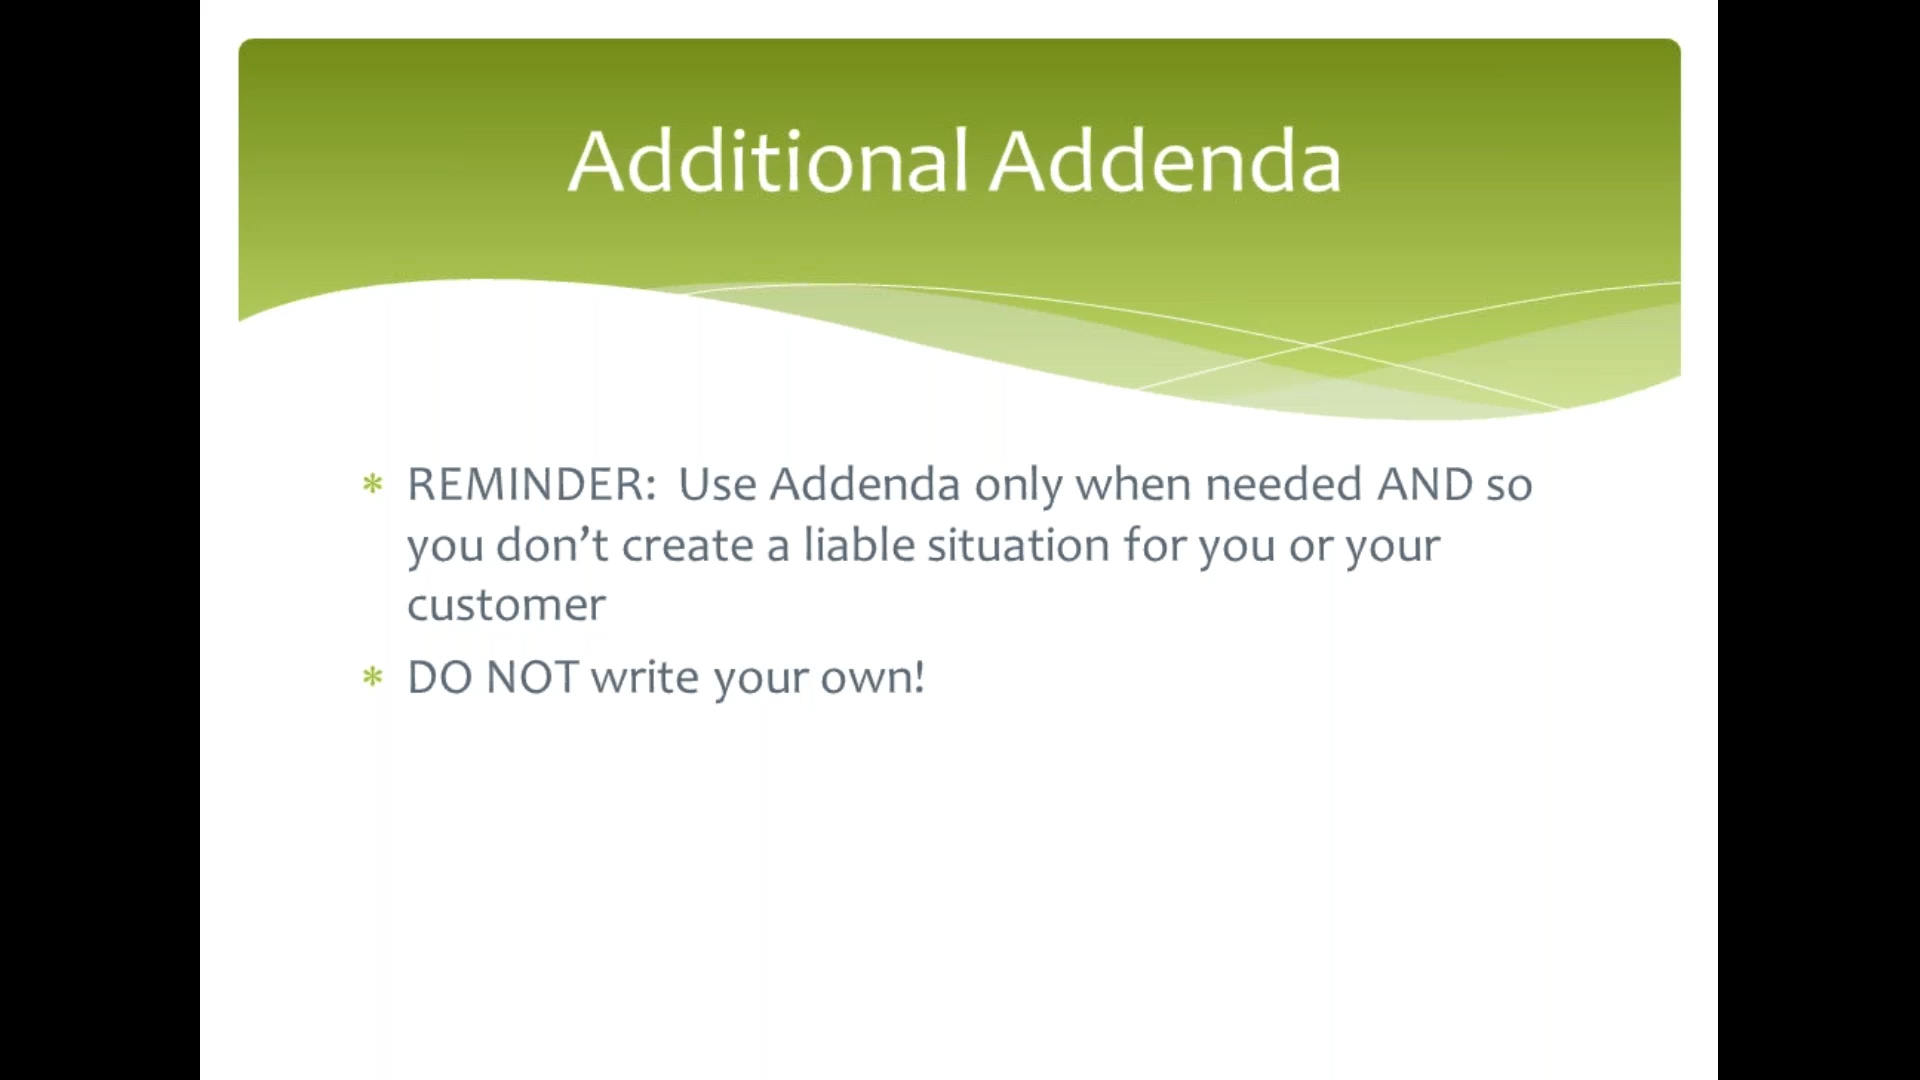 Additional Addenda
* REMINDER:  Use Addenda only when needed AND so
you don’t create a liable situation for you or your
customer
* DO NOT write your own!